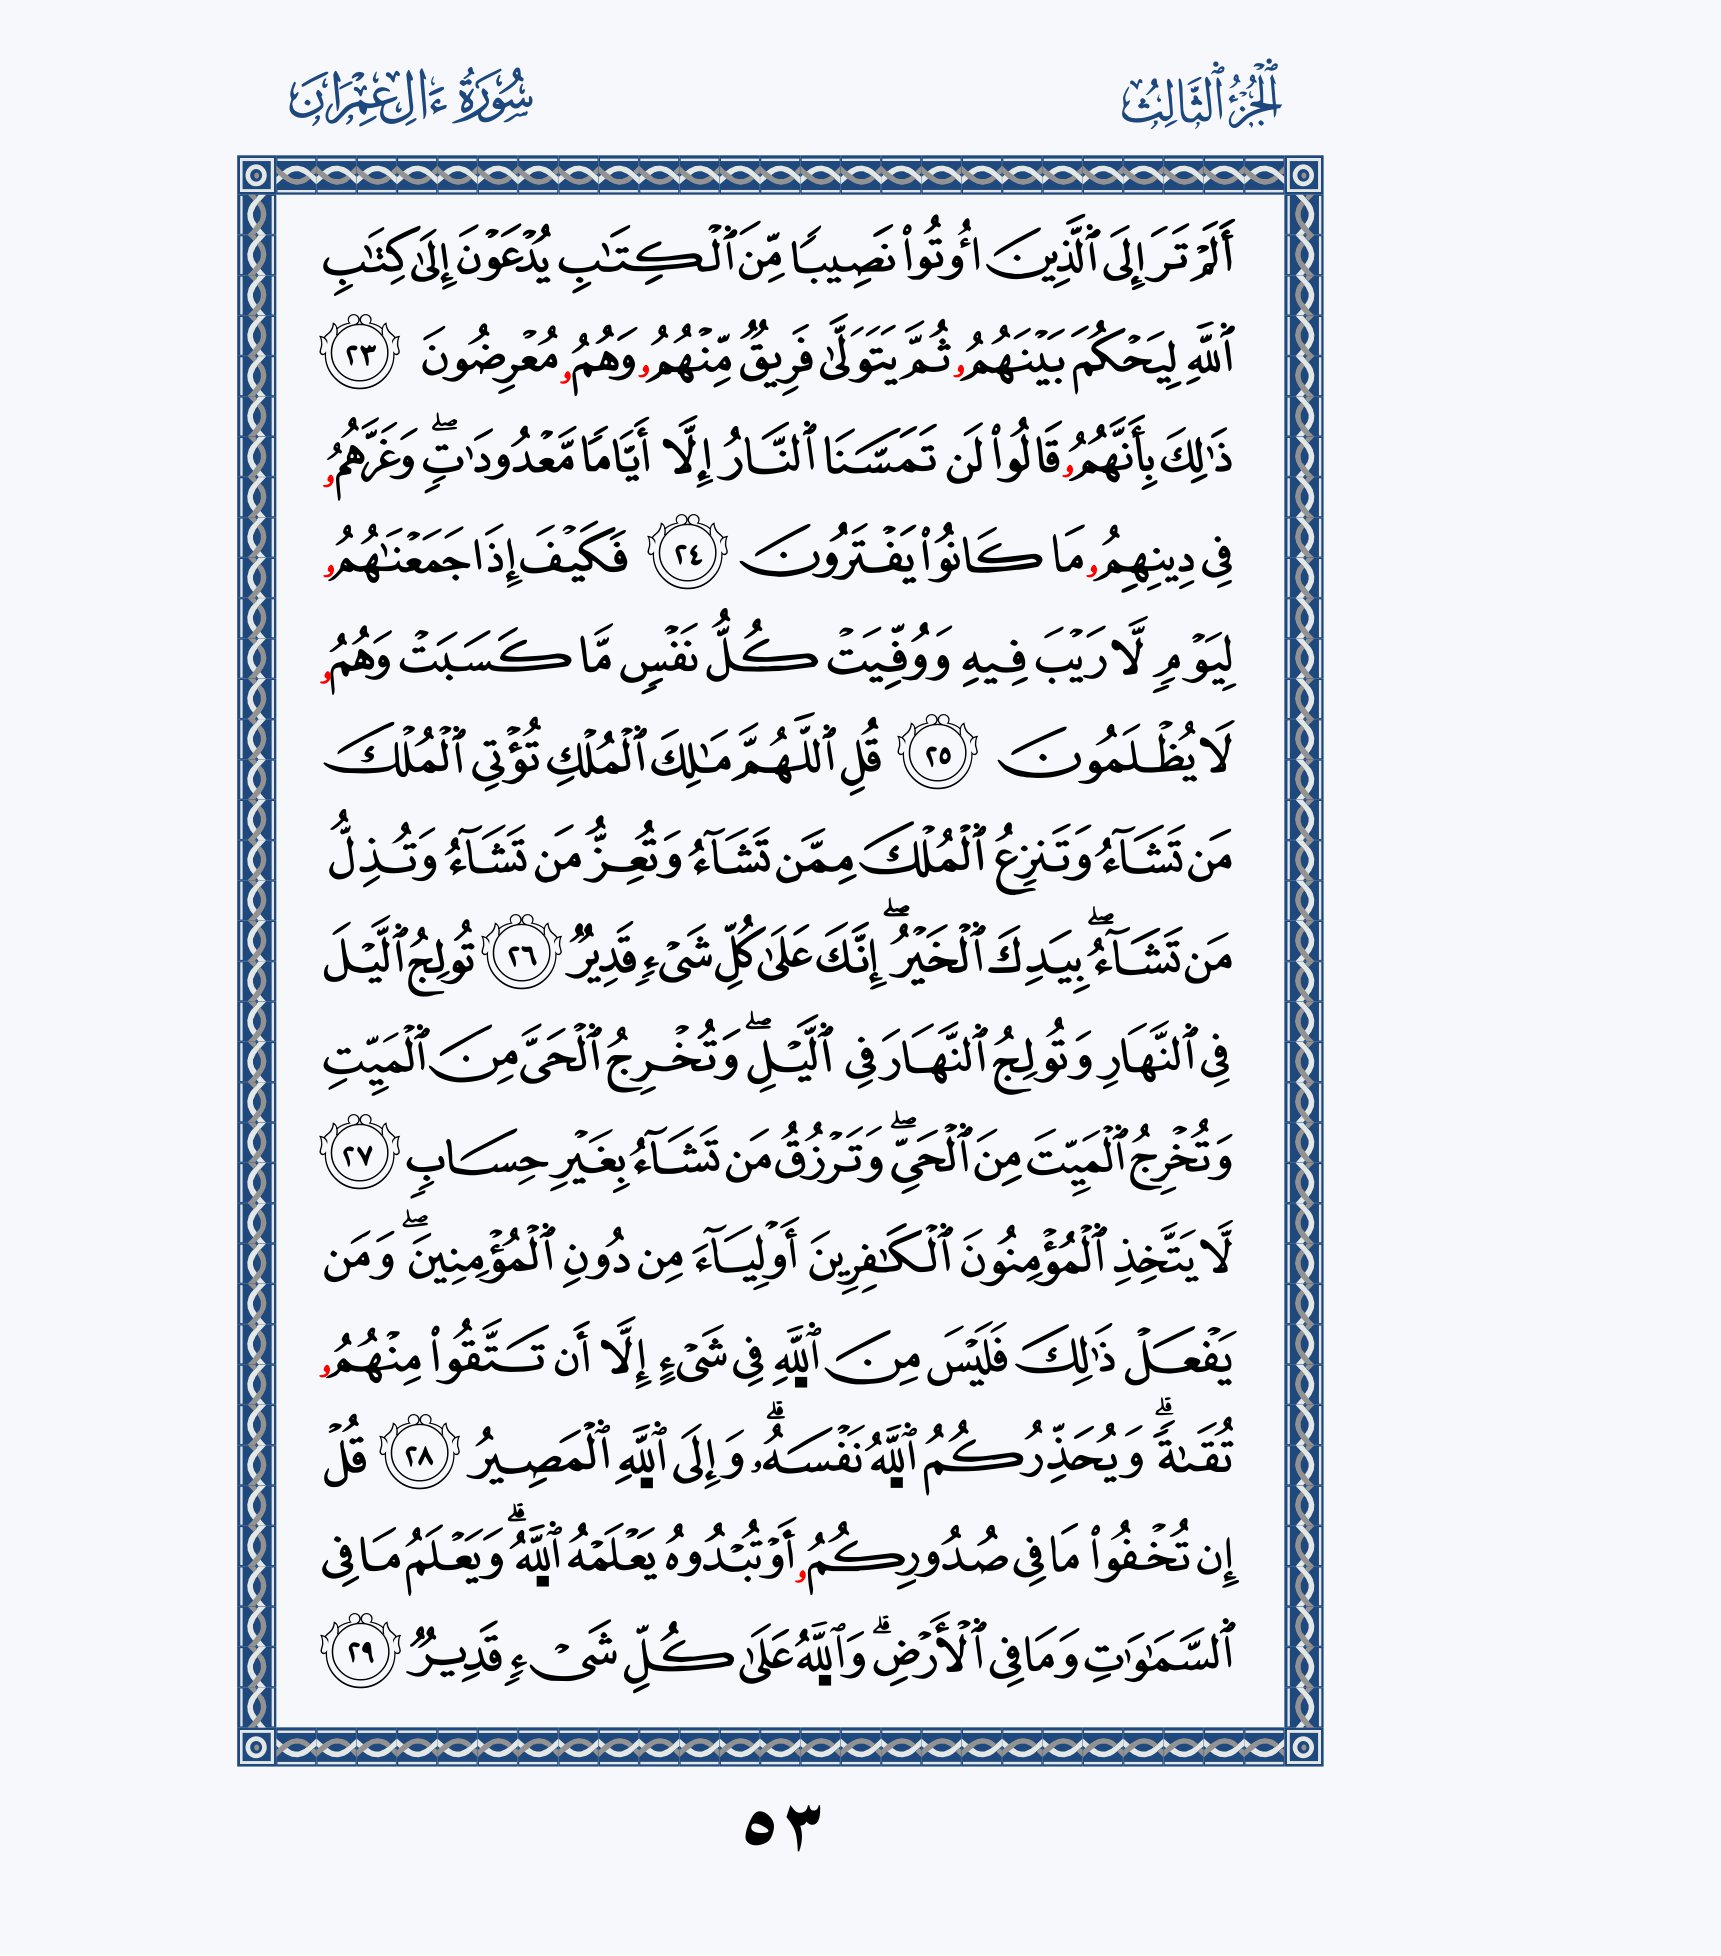 ٱلْجُزْءُ ٱلثَّالِثُ
سُورَةُ ءَالِ عِمْرَانَ
أَلَمْ تَرَ إِلَى ٱلَّذِينَ أُوتُوا۟ نَصِيبًا مِّنَ ٱلْكِتَٰبِ يُدْعَوْنَ إِلَىٰ كِتَٰبِ
ٱللَّهِ لِيَحْكُمَ بَيْنَهُمُۥ ثُمَّ يَتَوَلَّىٰ فَرِيقٌ مِّنْهُمُۥ وَهُمُۥ مُعْرِضُونَ ٢٣
ذَٰلِكَ بِأَنَّهُمُۥ قَالُوا۟ لَن تَمَسَّنَا ٱلنَّارُ إِلَّا أَيَّامًا مَّعْدُودَٰتٍۖ وَغَرَّهُمُۥ
فِى دِينِهِمُۥ مَا كَانُوا۟ يَفْتَرُونَ ٢٤ فَكَيْفَ إِذَا جَمَعْنَٰهُمُۥ
لِيَوْمٍ لَّا رَيْبَ فِيهِ وَوُفِّيَتْ كُلُّ نَفْسٍ مَّا كَسَبَتْ وَهُمُۥ
لَا يُظْلَمُونَ ٢٥ قُلِ ٱللَّهُمَّ مَٰلِكَ ٱلْمُلْكِ تُؤْتِى ٱلْمُلْكَ
مَن تَشَآءُ وَتَنزِعُ ٱلْمُلْكَ مِمَّن تَشَآءُ وَتُعِزُّ مَن تَشَآءُ وَتُذِلُّ
مَن تَشَآءُۖ بِيَدِكَ ٱلْخَيْرُۖ إِنَّكَ عَلَىٰ كُلِّ شَىْءٍ قَدِيرٌ ٢٦ تُولِجُ ٱلَّيْلَ
فِى ٱلنَّهَارِ وَتُولِجُ ٱلنَّهَارَ فِى ٱلَّيْلِۖ وَتُخْرِجُ ٱلْحَىَّ مِنَ ٱلْمَيِّتِ
وَتُخْرِجُ ٱلْمَيِّتَ مِنَ ٱلْحَىِّۖ وَتَرْزُقُ مَن تَشَآءُ بِغَيْرِ حِسَابٍ ٢٧
لَّا يَتَّخِذِ ٱلْمُؤْمِنُونَ ٱلْكَٰفِرِينَ أَوْلِيَآءَ مِن دُونِ ٱلْمُؤْمِنِينَۖ وَمَن
يَفْعَلْ ذَٰلِكَ فَلَيْسَ مِنَ ٱللَّهِ فِى شَىْءٍ إِلَّا أَن تَتَّقُوا۟ مِنْهُمُۥ
تُقَىٰةًۗ وَيُحَذِّرُكُمُ ٱللَّهُ نَفْسَهُۥۗ وَإِلَى ٱللَّهِ ٱلْمَصِيرُ ٢٨ قُلْ
إِن تُخْفُوا۟ مَا فِى صُدُورِكُمُۥ أَوْ تُبْدُوهُ يَعْلَمْهُ ٱللَّهُۗ وَيَعْلَمُ مَا فِى
ٱلسَّمَٰوَٰتِ وَمَا فِى ٱلْأَرْضِۗ وَٱللَّهُ عَلَىٰ كُلِّ شَىْءٍ قَدِيرٌ ٢٩
٥٣